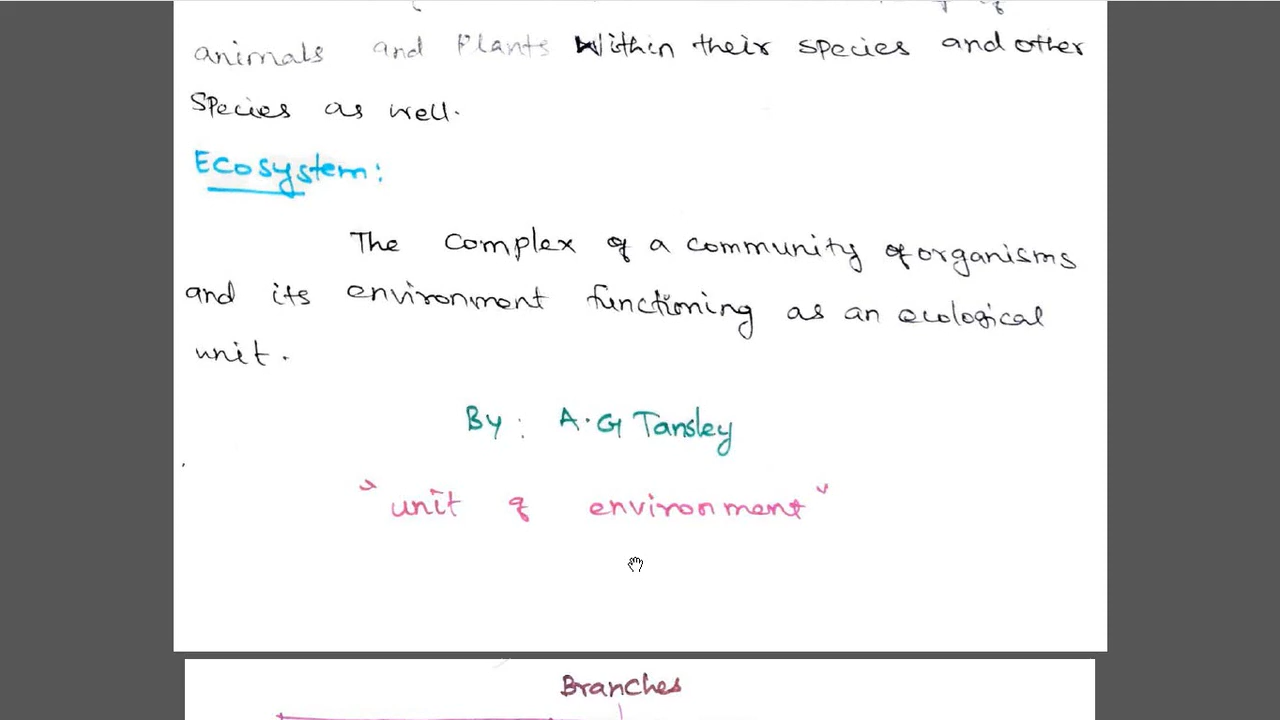 animals and Plants Within their species and other
Species as well.
Ecosystem:
The complex of a community of organisms
and its environment functioning as an ecological
unit.
By: A.G Tansley
"unit of environment"
Branches